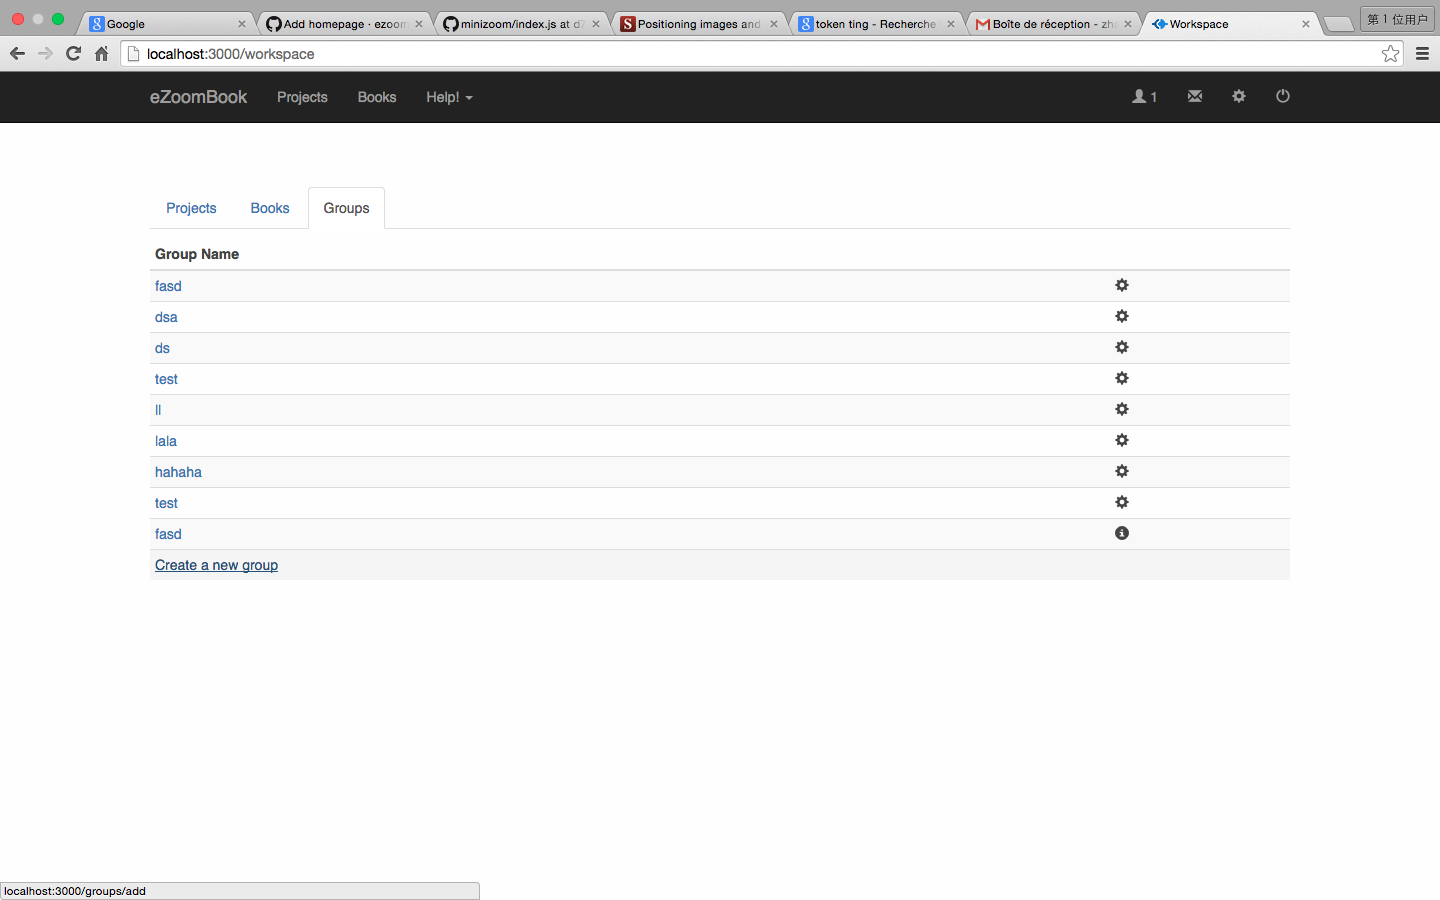 Google
Add homepage · ezoom
minizoom/index.js at d7
Positioning images and
token ting - Recherche
Boîte de réception - zha
Workspace
第 1 位用户
localhost:3000/workspace
eZoomBook Projects Books Help! 1
Projects Books Groups
Group Name
fasd
dsa
ds
test
ll
lala
hahaha
test
fasd
Create a new group
localhost:3000/groups/add